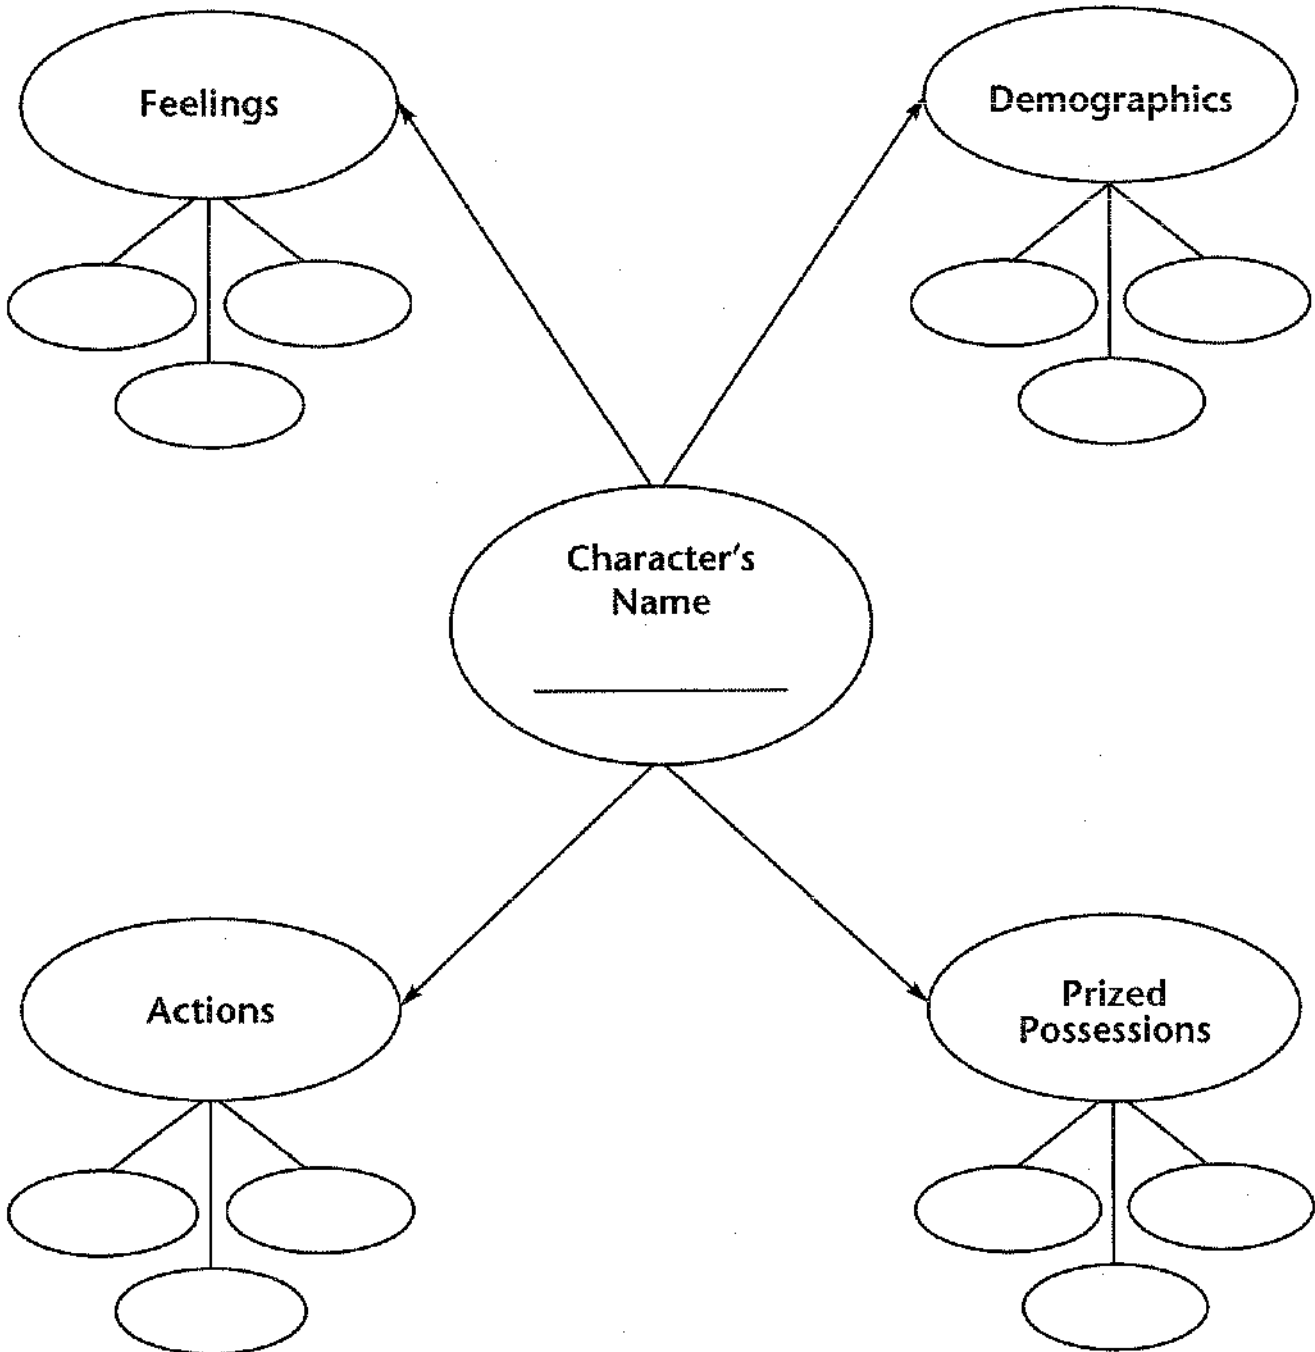 Feelings
Demographics
Character's
Name
Actions
Prized
Possessions